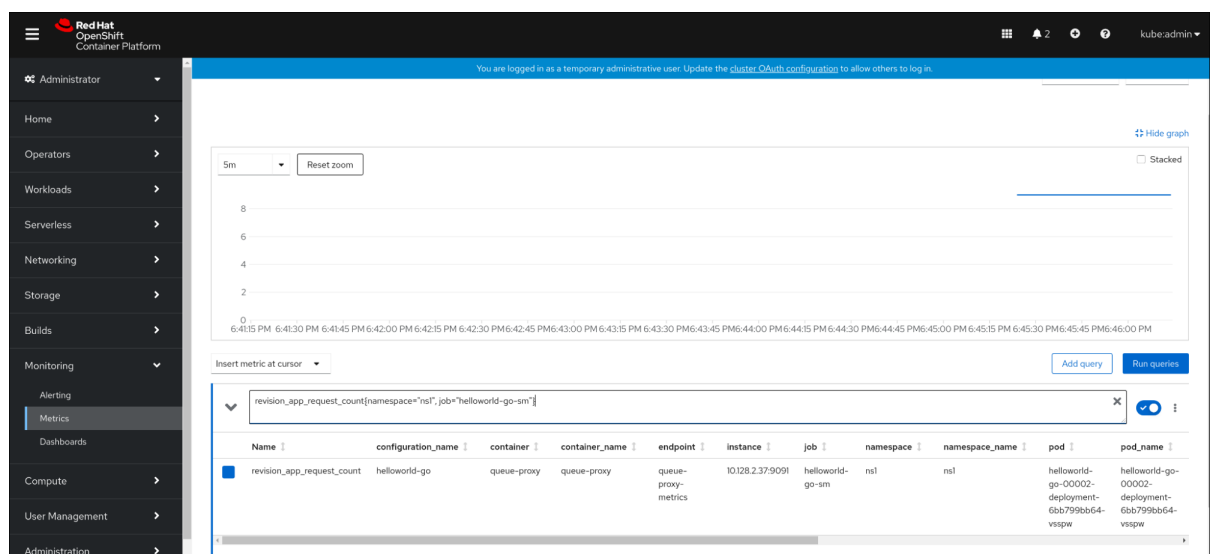 Red Hat
OpenShift
Container Platform
2
kube:admin
Administrator
You are logged in as a temporary administrative user. Update the cluster OAuth configuration to allow others to log in.
Home
Operators
Workloads
Serverless
Networking
Storage
Builds
Monitoring
Alerting
Metrics
Dashboards
Compute
User Management
Administration
Hide graph
5m
Reset zoom
Stacked
8
6
4
2
0
6:41:15 PM 6:41:30 PM 6:41:45 PM 6:42:00 PM 6:42:15 PM 6:42:30 PM 6:42:45 PM 6:43:00 PM 6:43:15 PM 6:43:30 PM 6:43:45 PM 6:44:00 PM 6:44:15 PM 6:44:30 PM 6:44:45 PM 6:45:00 PM 6:45:15 PM 6:45:30 PM 6:45:45 PM 6:46:00 PM
Insert metric at cursor
Add query
Run queries
revision_app_request_count{namespace="ns1", job="helloworld-go-sm"}
Name configuration_name container container_name endpoint instance job namespace namespace_name pod pod_name
revision_app_request_count helloworld-go queue-proxy queue-proxy queue- 10.128.2.37:9091 helloworld- ns1 ns1 helloworld- helloworld-go-
proxy- go-sm go-00002- 00002-
metrics deployment- deployment-
6bb799bb64- 6bb799bb64-
vsspw vsspw